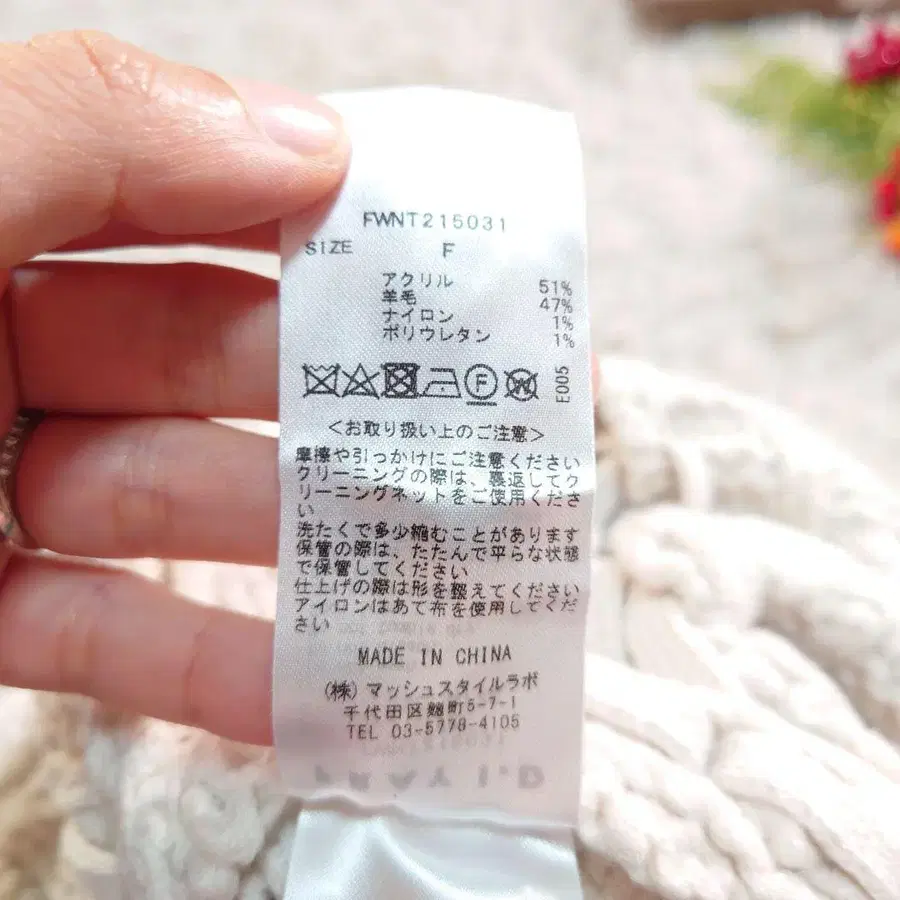 FWNT215031
SIZE F
アクリル 51%
羊毛 47%
ナイロン 1%
ポリウレタン 1%
F W E005
<お取り扱い上のご注意>
摩擦や引っかけにご注意ください
クリーニングの際は、裏返してク
リーニングネットをご使用くださ
い
洗たくで多少縮むことがあります
保管の際は、たたんで平らな状態
で保管してください
仕上げの際は形を整えてください
アイロンはあて布を使用してくだ
さい
MADE IN CHINA
(株)マッシュスタイルラボ
千代田区麹町5-7-1
TEL 03-5778-4105